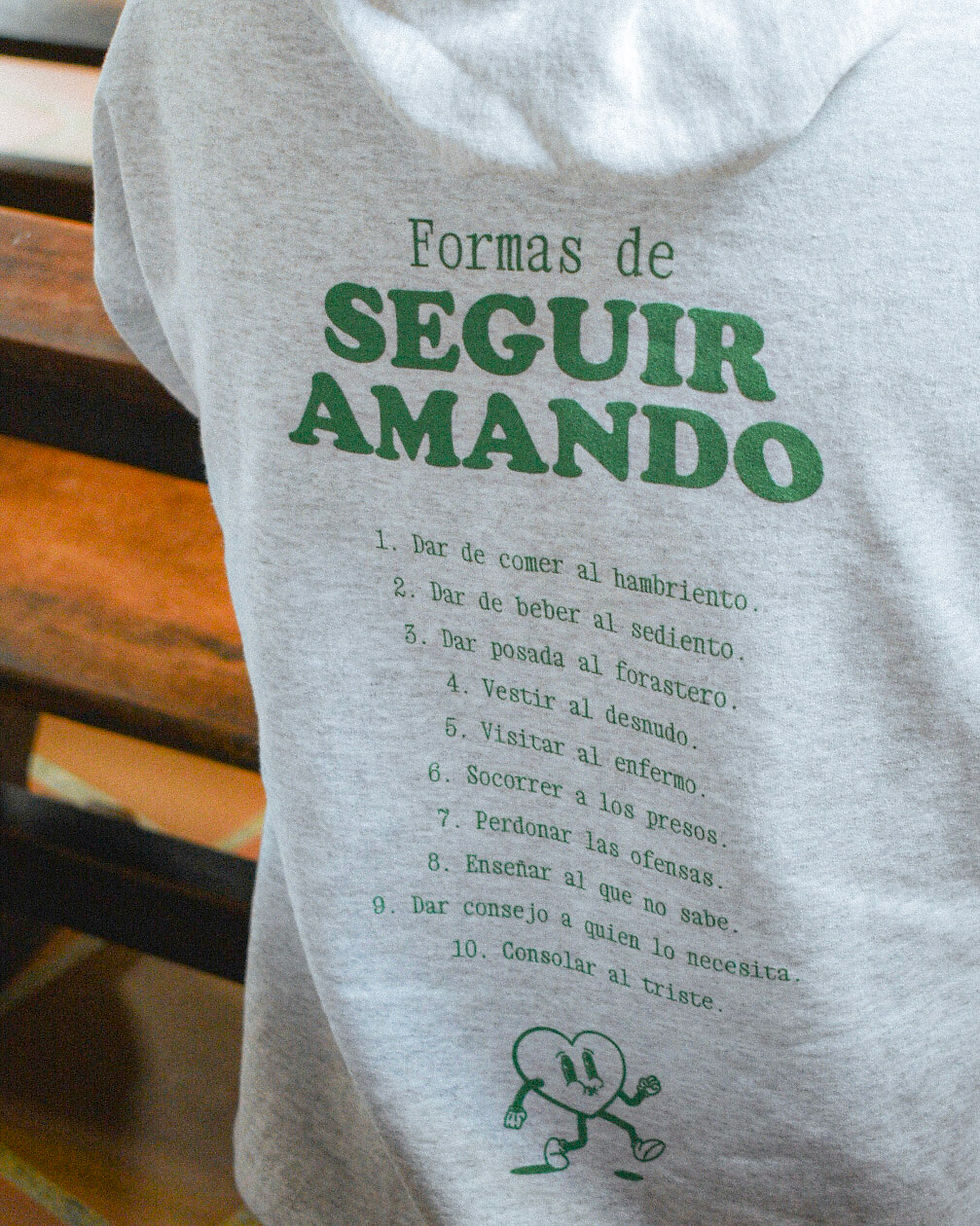 Formas de
SEGUIR
AMANDO
1. Dar de comer al hambriento.
2. Dar de beber al sediento.
3. Dar posada al forastero.
4. Vestir al desnudo.
5. Visitar al enfermo.
6. Socorrer a los presos.
7. Perdonar las ofensas.
8. Enseñar al que no sabe.
9. Dar consejo a quien lo necesita.
10. Consolar al triste.